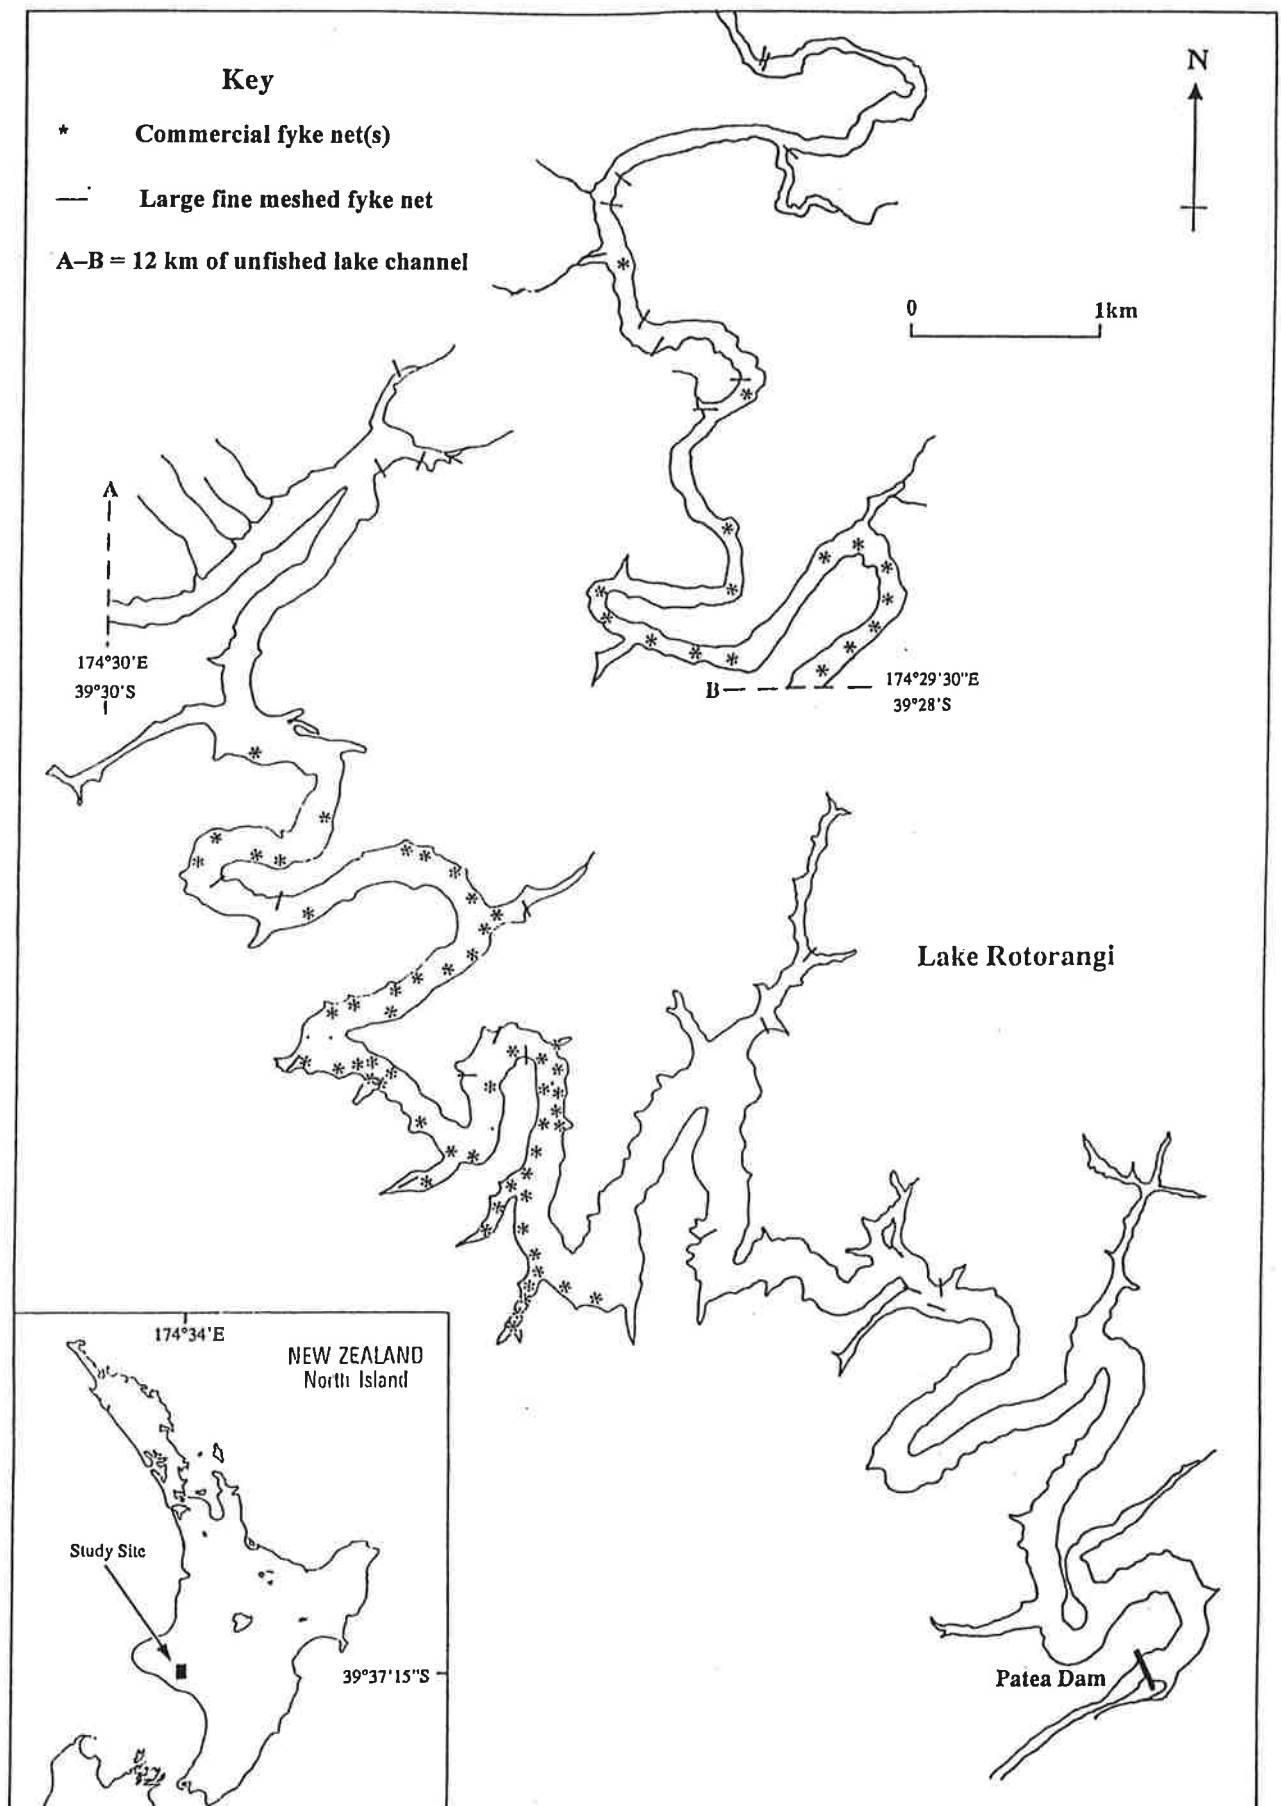 Key
* Commercial fyke net(s)
— Large fine meshed fyke net
A–B = 12 km of unfished lake channel
N
0 1km
A
174°30'E
39°30'S
B
174°29'30"E
39°28'S
Lake Rotorangi
174°34'E
NEW ZEALAND
North Island
Study Site
39°37'15"S
Patea Dam